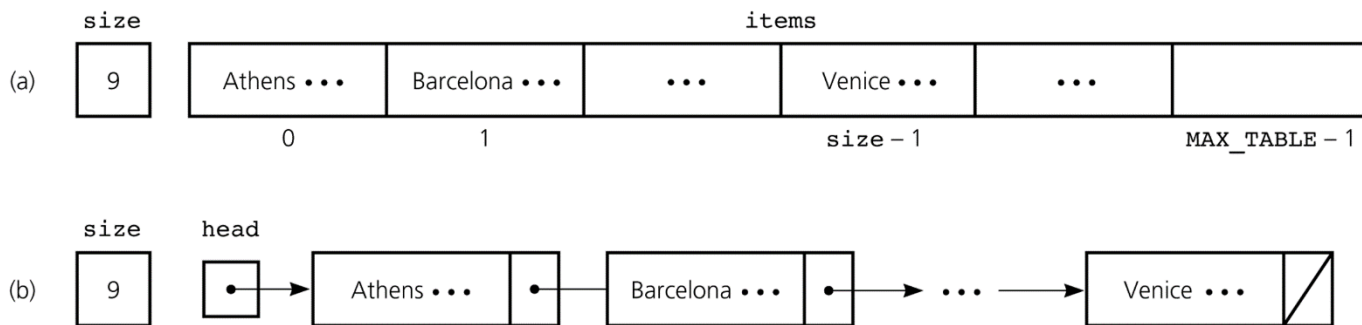 size items
(a) 9 Athens ••• Barcelona ••• ••• Venice ••• •••
0 1 size – 1 MAX_TABLE – 1
size head
(b) 9 Athens ••• Barcelona ••• ••• Venice •••